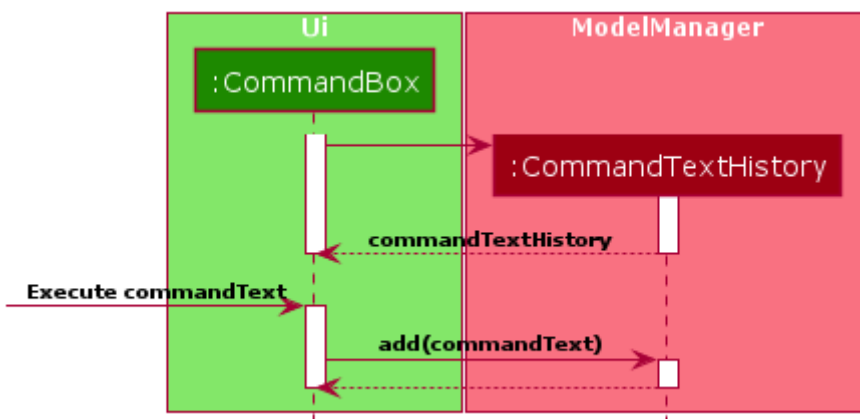 Ui
ModelManager
:CommandBox
:CommandTextHistory
commandTextHistory
Execute commandText
add(commandText)